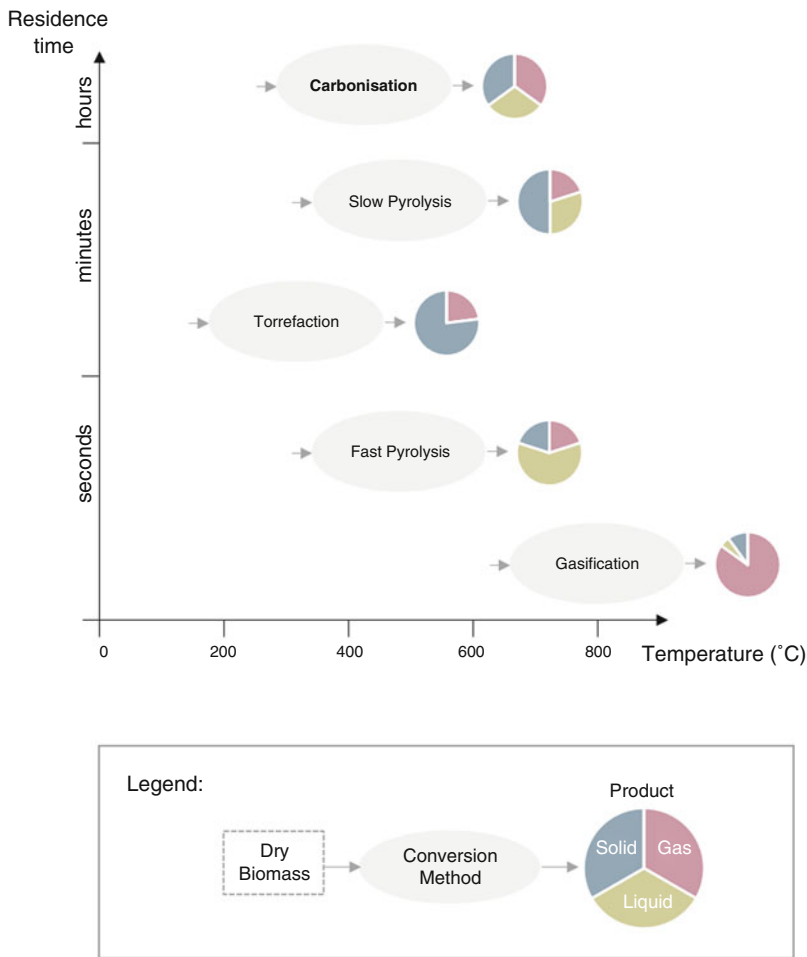 Residence
time
hours
minutes
seconds
Carbonisation
Slow Pyrolysis
Torrefaction
Fast Pyrolysis
Gasification
0
200
400
600
800
Temperature (˚C)
Legend:
Dry
Biomass
Conversion
Method
Product
Solid
Gas
Liquid